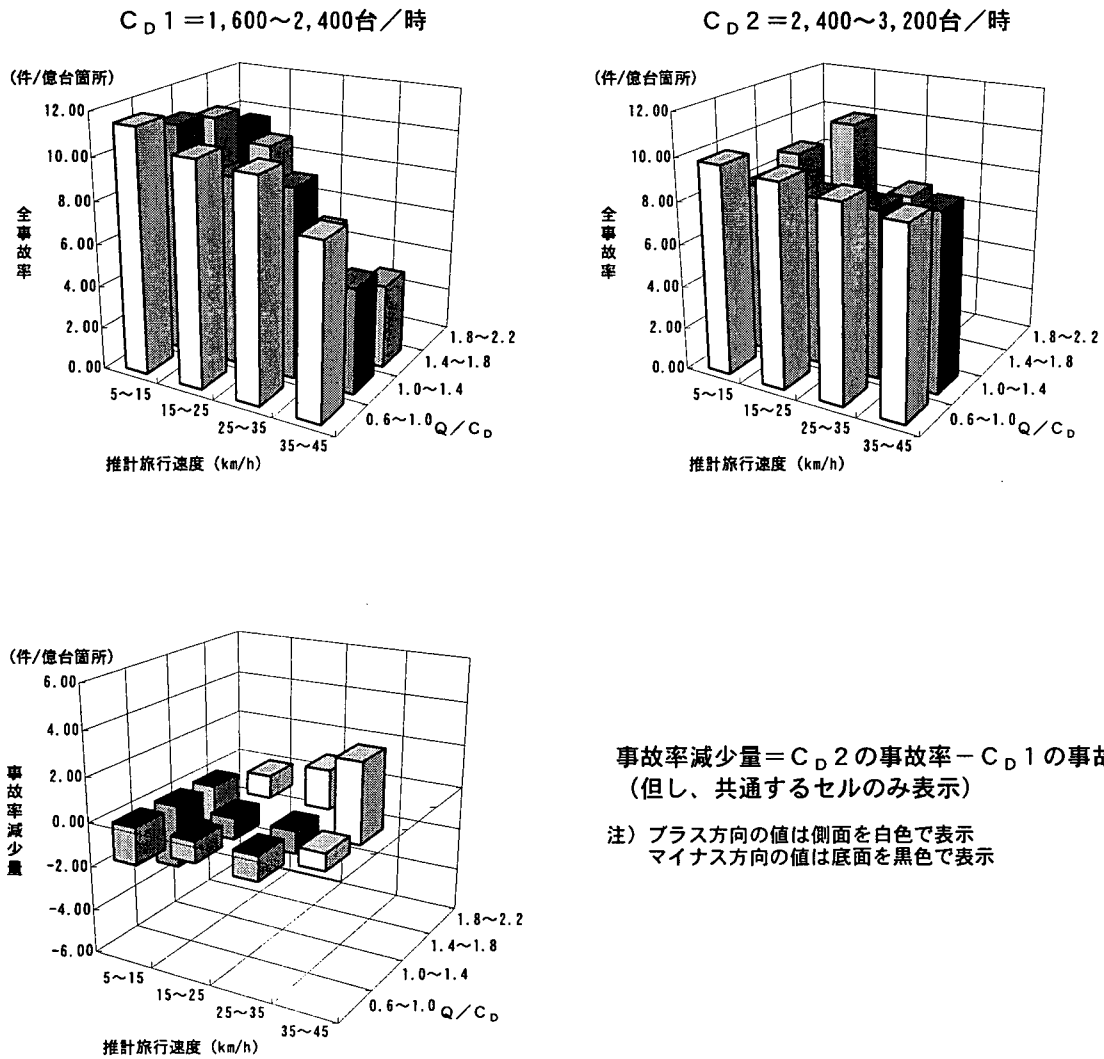 C_D 1=1,600～2,400台／時
(件/億台箇所)
12.00
10.00
8.00
6.00
4.00
2.00
0.00
全事故率
5～15
15～25
25～35
35～45
推計旅行速度 (km/h)
0.6～1.0 Q／C_D
1.0～1.4
1.4～1.8
1.8～2.2
C_D 2=2,400～3,200台／時
(件/億台箇所)
12.00
10.00
8.00
6.00
4.00
2.00
0.00
全事故率
5～15
15～25
25～35
35～45
推計旅行速度 (km/h)
0.6～1.0 Q／C_D
1.0～1.4
1.4～1.8
1.8～2.2
(件/億台箇所)
6.00
4.00
2.00
0.00
-2.00
-4.00
-6.00
事故率減少量
5～15
15～25
25～35
35～45
推計旅行速度 (km/h)
0.6～1.0 Q／C_D
1.0～1.4
1.4～1.8
1.8～2.2
事故率減少量＝C_D 2の事故率－C_D 1の事故
（但し、共通するセルのみ表示）
注）プラス方向の値は側面を白色で表示
マイナス方向の値は底面を黒色で表示